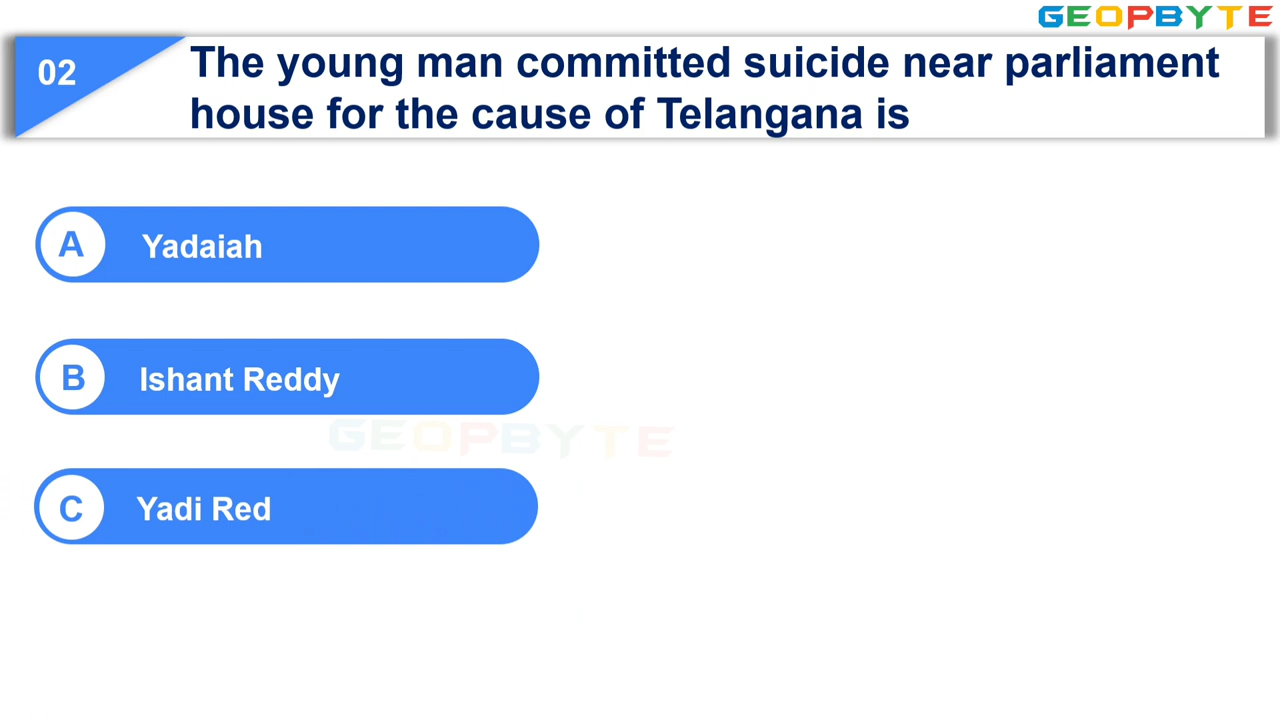 GEOPBYTE
02
The young man committed suicide near parliament
house for the cause of Telangana is
A Yadaiah
B Ishant Reddy
GEOPBYTE
C Yadi Red